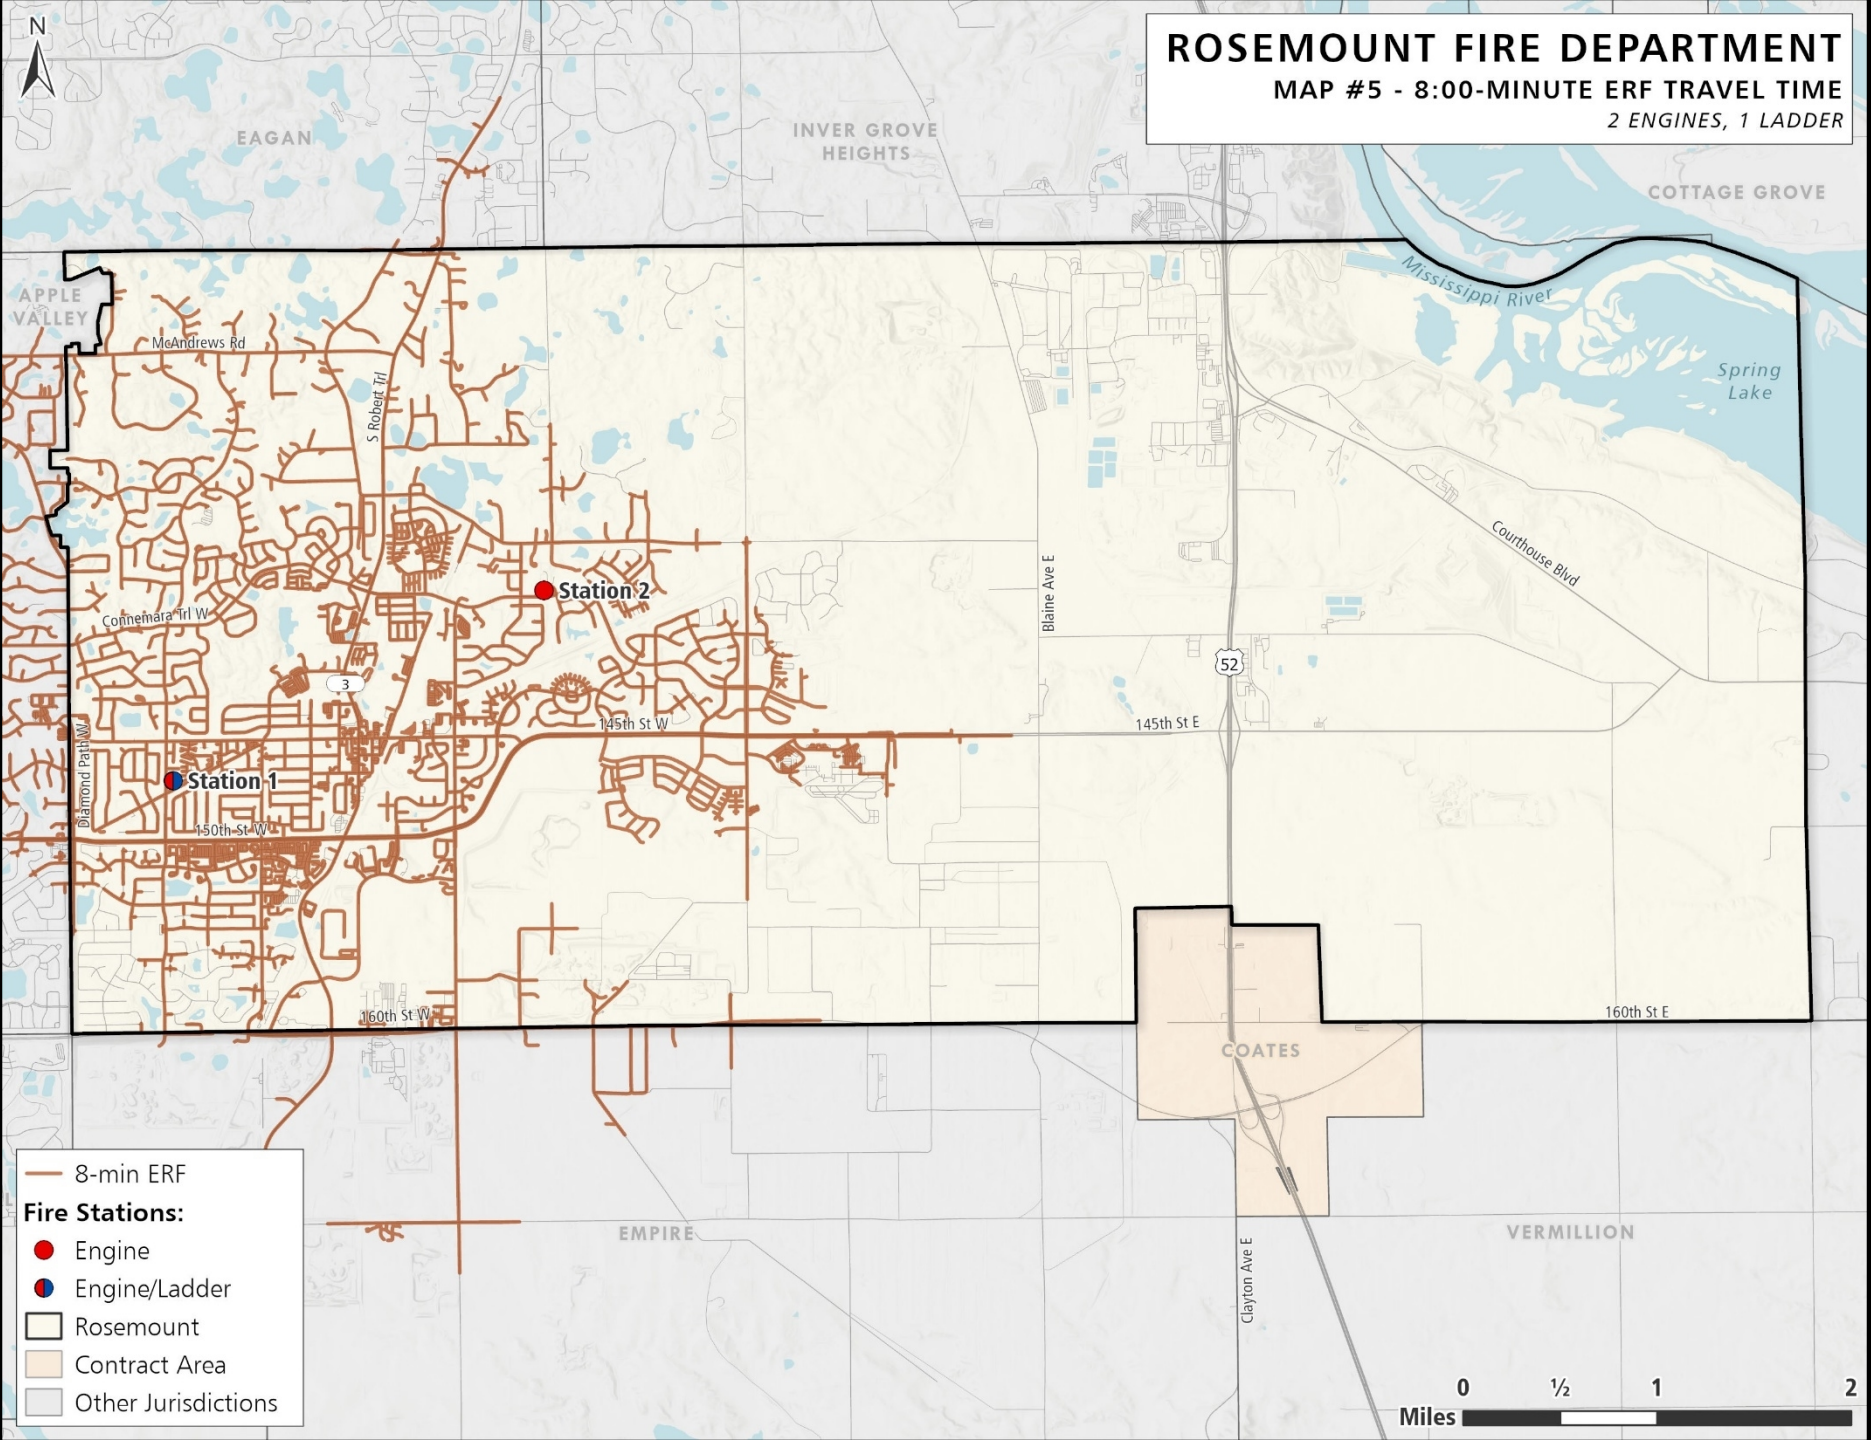 N
ROSEMOUNT FIRE DEPARTMENT
MAP #5 - 8:00-MINUTE ERF TRAVEL TIME
2 ENGINES, 1 LADDER
EAGAN
INVER GROVE
HEIGHTS
COTTAGE GROVE
Mississippi River
APPLE
VALLEY
McAndrews Rd
S Robert Trl
Spring
Lake
Courthouse Blvd
Blaine Ave E
Station 2
Connemara Trl W
52
3
145th St W
145th St E
Diamond Path W
Station 1
150th St W
160th St W
160th St E
COATES
8-min ERF
Fire Stations:
Engine
Engine/Ladder
Rosemount
Contract Area
Other Jurisdictions
EMPIRE
VERMILLION
Clayton Ave E
0 ½ 1 2
Miles